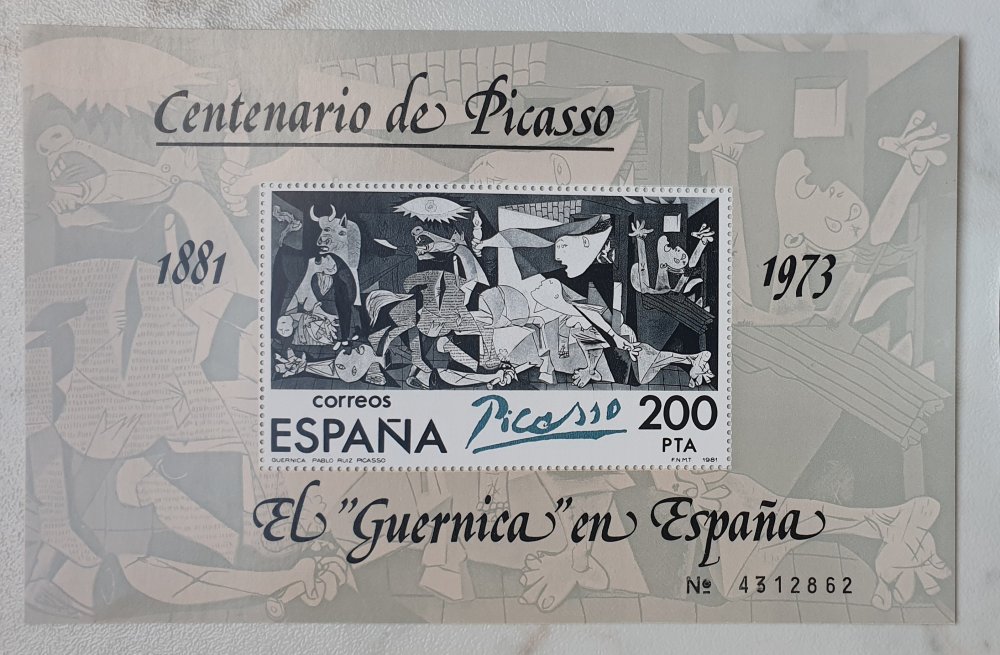 Centenario de Picasso
1881
1973
correos
ESPAÑA
Picasso
200
PTA
GUERNICA PABLO RUIZ PICASSO
F.N.M.T 1981
El "Guernica" en España
Nº 4312862